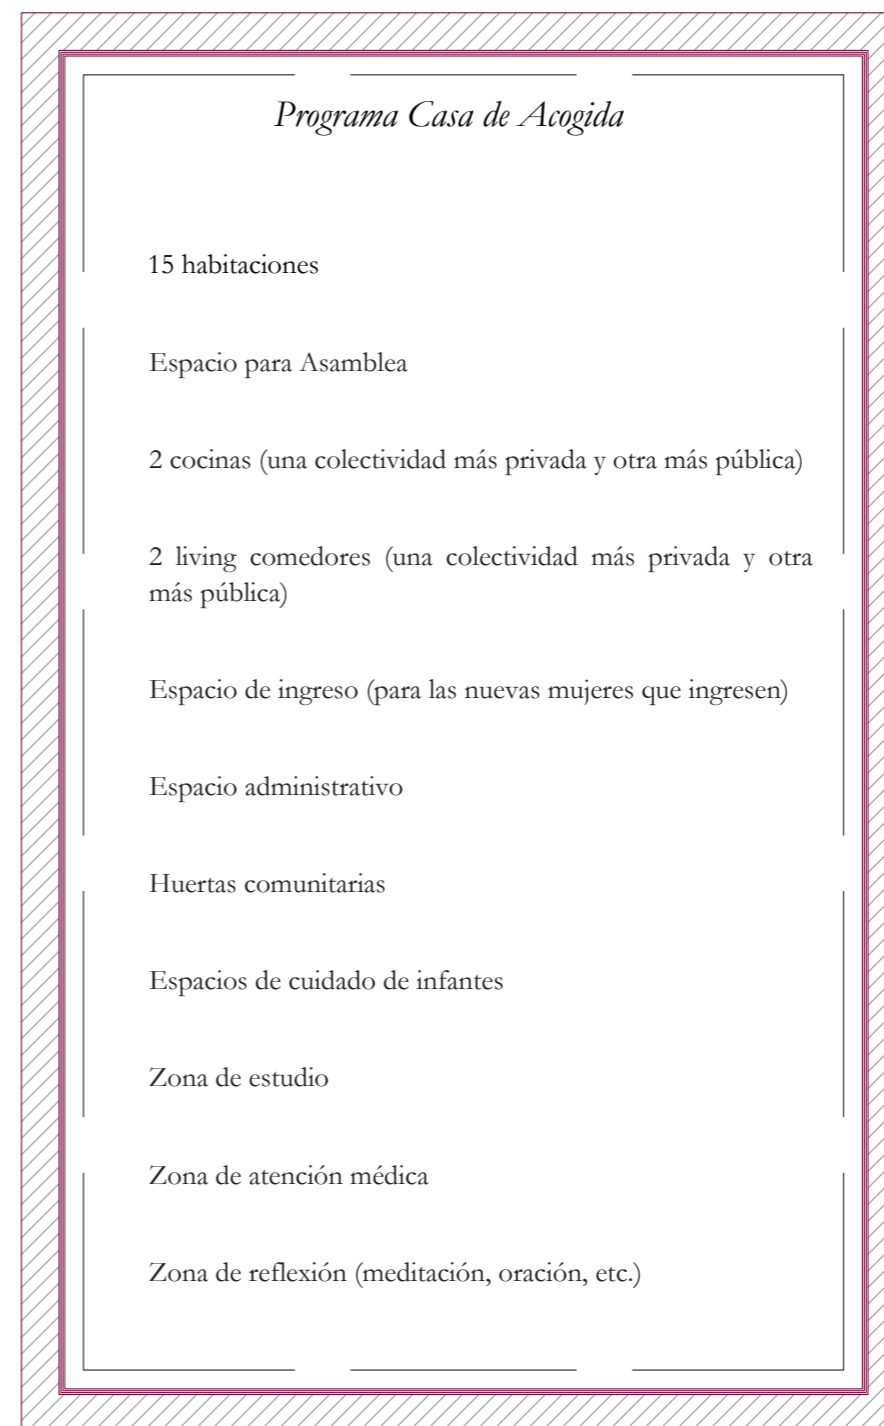 Programa Casa de Acogida
15 habitaciones
Espacio para Asamblea
2 cocinas (una colectividad más privada y otra más pública)
2 living comedores (una colectividad más privada y otra
más pública)
Espacio de ingreso (para las nuevas mujeres que ingresen)
Espacio administrativo
Huertas comunitarias
Espacios de cuidado de infantes
Zona de estudio
Zona de atención médica
Zona de reflexión (meditación, oración, etc.)